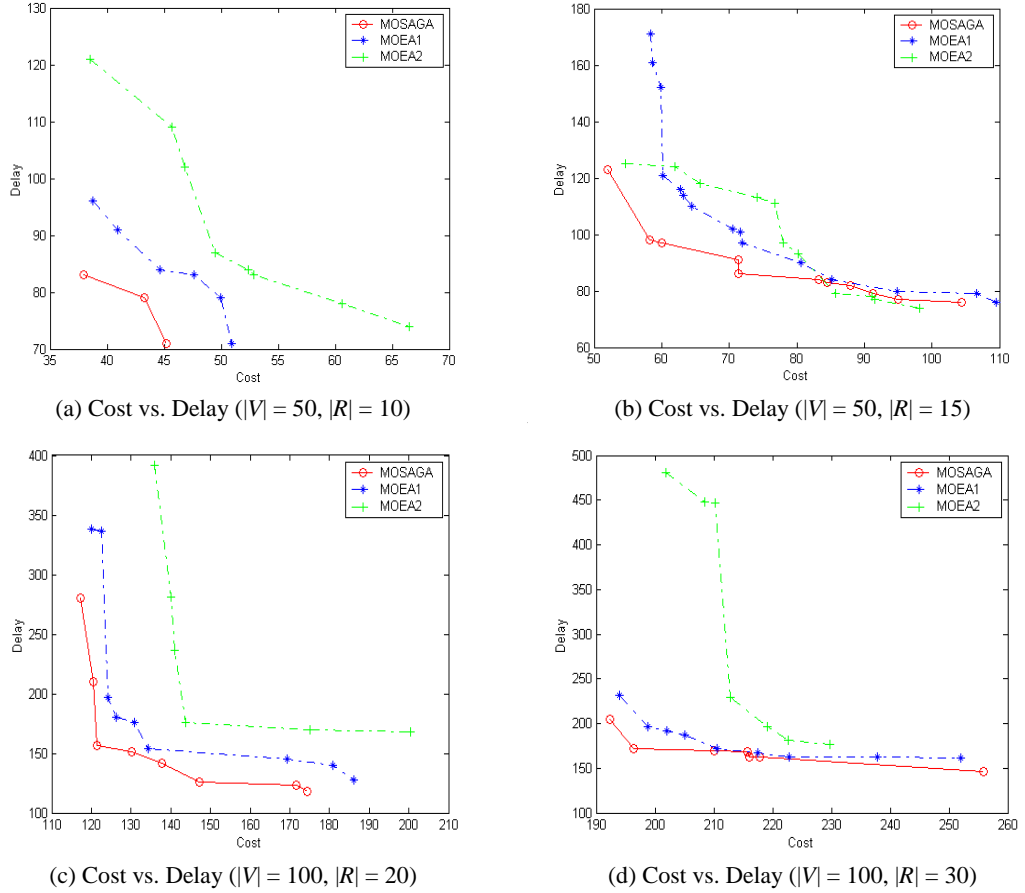 130
120
110
100
90
80
70
35 40 45 50 55 60 65 70
Delay
Cost
MOSAGA
MOEA1
MOEA2
(a) Cost vs. Delay (|V| = 50, |R| = 10)
180
160
140
120
100
80
60
50 60 70 80 90 100 110
Delay
Cost
MOSAGA
MOEA1
MOEA2
(b) Cost vs. Delay (|V| = 50, |R| = 15)
400
350
300
250
200
150
100
110 120 130 140 150 160 170 180 190 200 210
Delay
Cost
MOSAGA
MOEA1
MOEA2
(c) Cost vs. Delay (|V| = 100, |R| = 20)
500
450
400
350
300
250
200
150
100
190 200 210 220 230 240 250 260
Delay
Cost
MOSAGA
MOEA1
MOEA2
(d) Cost vs. Delay (|V| = 100, |R| = 30)